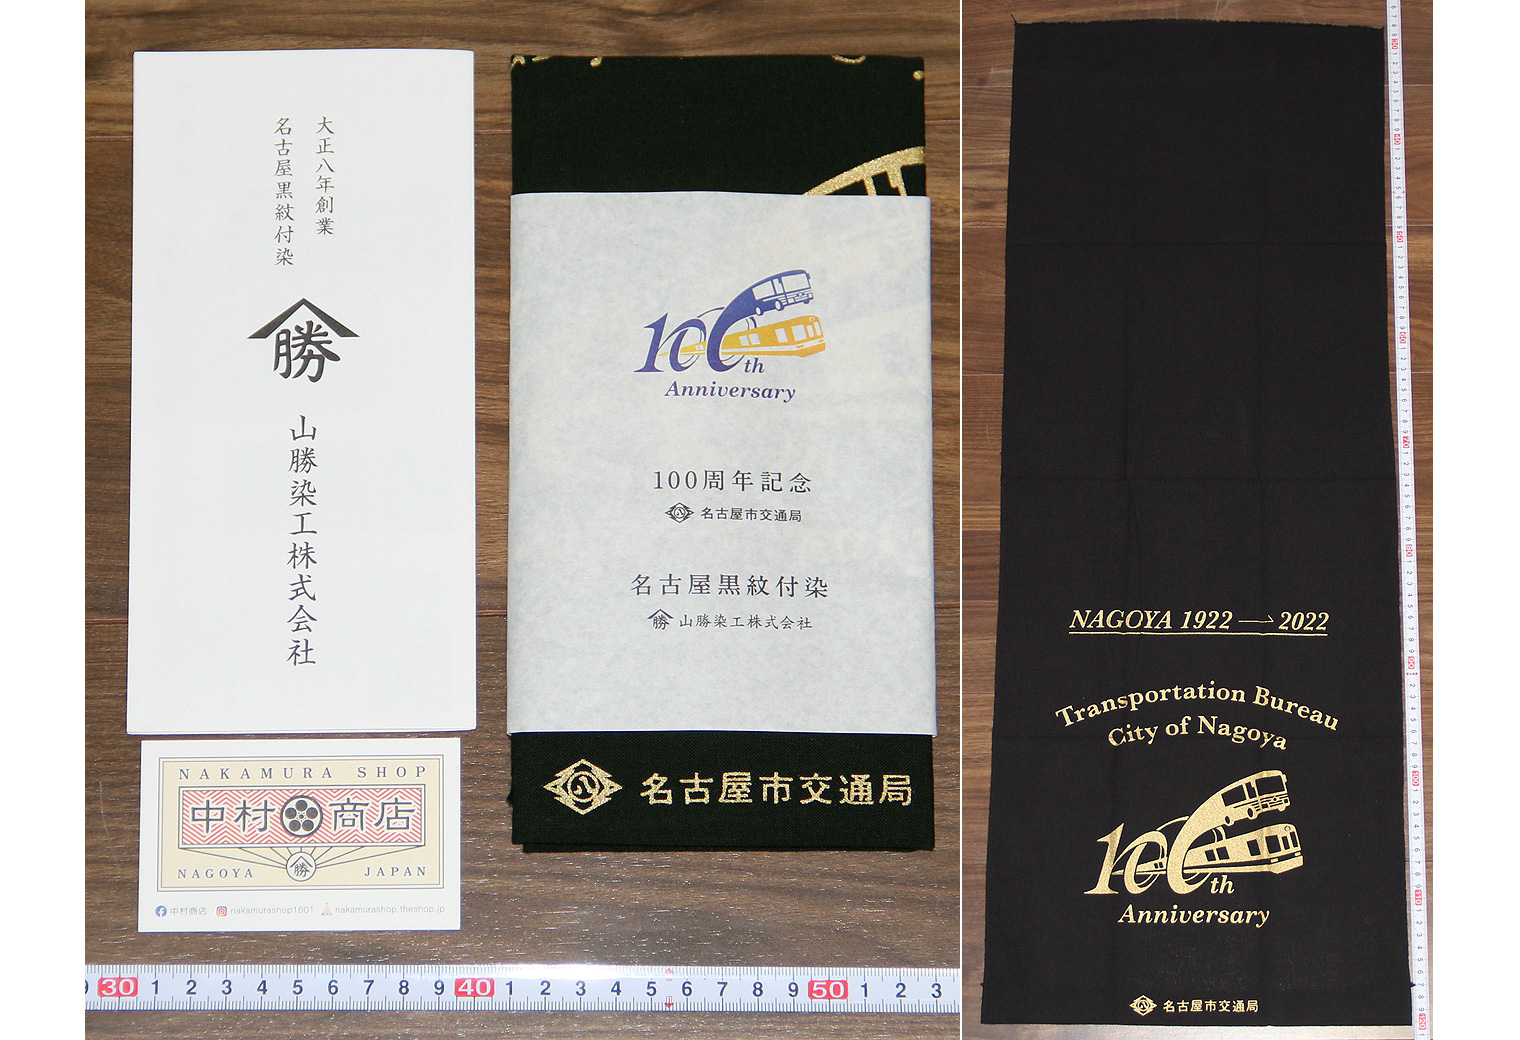 大正八年創業
名古屋黒紋付染
勝
山勝染工株式会社
NAKAMURA SHOP
中村商店
勝
NAGOYA JAPAN
中村商店 nakamurashop1601 nakamurashop.theshop.jp
100th
Anniversary
100周年記念
八 名古屋市交通局
名古屋黒紋付染
勝 山勝染工株式会社
八 名古屋市交通局
30 1 2 3 4 5 6 7 8 9 40 1 2 3 4 5 6 7 8 9 50 1 2 3
NAGOYA 1922 → 2022
Transportation Bureau
City of Nagoya
100th
Anniversary
八 名古屋市交通局